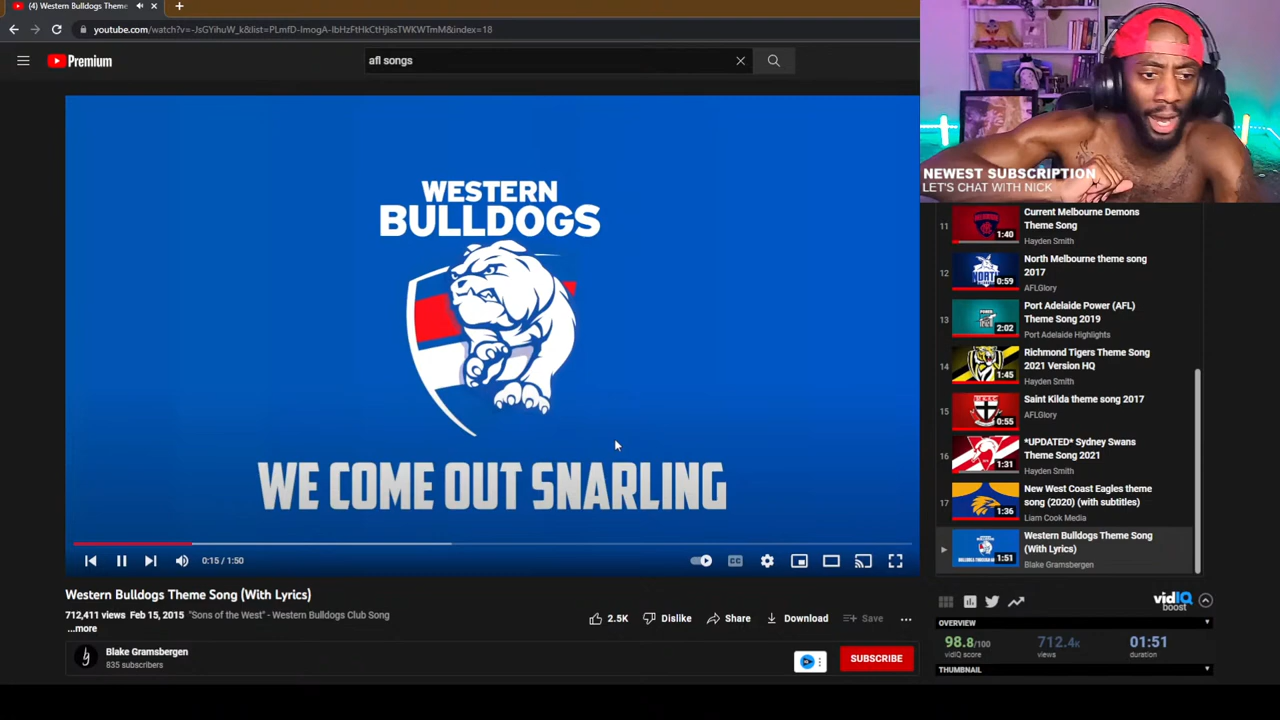 (4) Western Bulldogs Theme
youtube.com/watch?v=-JsGYihuW_k&list=PLmfD-ImogA-IbHzFtHkCtHjlssTWKWTmM&index=18
Premium
afl songs
WESTERN
BULLDOGS
WE COME OUT SNARLING
0:15 / 1:50
CC
Western Bulldogs Theme Song (With Lyrics)
712,411 views Feb 15, 2015 "Sons of the West" - Western Bulldogs Club Song
...more
2.5K
Dislike
Share
Download
Save
Blake Gramsbergen
835 subscribers
SUBSCRIBE
NEWEST SUBSCRIPTION
LET'S CHAT WITH NICK
11
1:40
Current Melbourne Demons
Theme Song
Hayden Smith
12
NORTH
0:59
North Melbourne theme song
2017
AFLGlory
13
POWER
2:02
Port Adelaide Power (AFL)
Theme Song 2019
Port Adelaide Highlights
14
1:45
Richmond Tigers Theme Song
2021 Version HQ
Hayden Smith
15
0:55
Saint Kilda theme song 2017
AFLGlory
16
1:31
*UPDATED* Sydney Swans
Theme Song 2021
Hayden Smith
17
1:36
New West Coast Eagles theme
song (2020) (with subtitles)
Liam Cook Media
1:51
Western Bulldogs Theme Song
(With Lyrics)
Blake Gramsbergen
vidIQ
boost
OVERVIEW
98.8/100
vidIQ score
712.4k
views
01:51
duration
THUMBNAIL